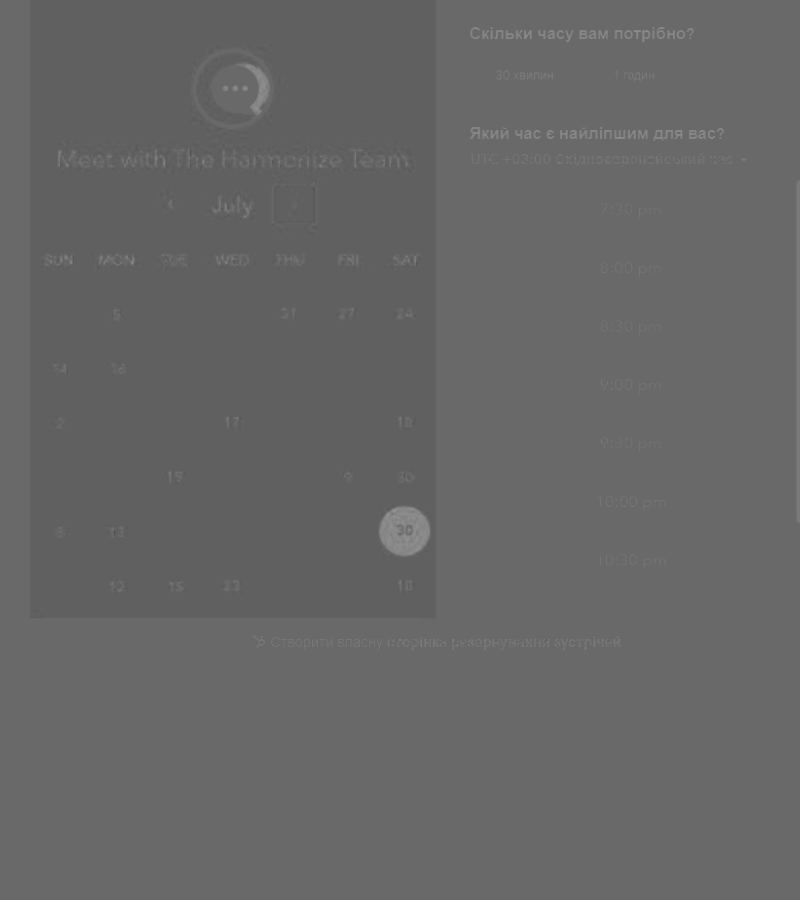 Meet with The Harmonize Team
July
SUN MON TUE WED THU FRI SAT
5 27 24
14 16
2 17 18
19 9 30
8 13 30
12 15 23 18
Скільки часу вам потрібно?
30 хвилин 1 годин
Який час є найліпшим для вас?
UTC +03:00 час
7:30 pm
8:00 pm
8:30 pm
9:00 pm
9:30 pm
10:00 pm
10:30 pm
Створити власну сторінка резервування зустрічей